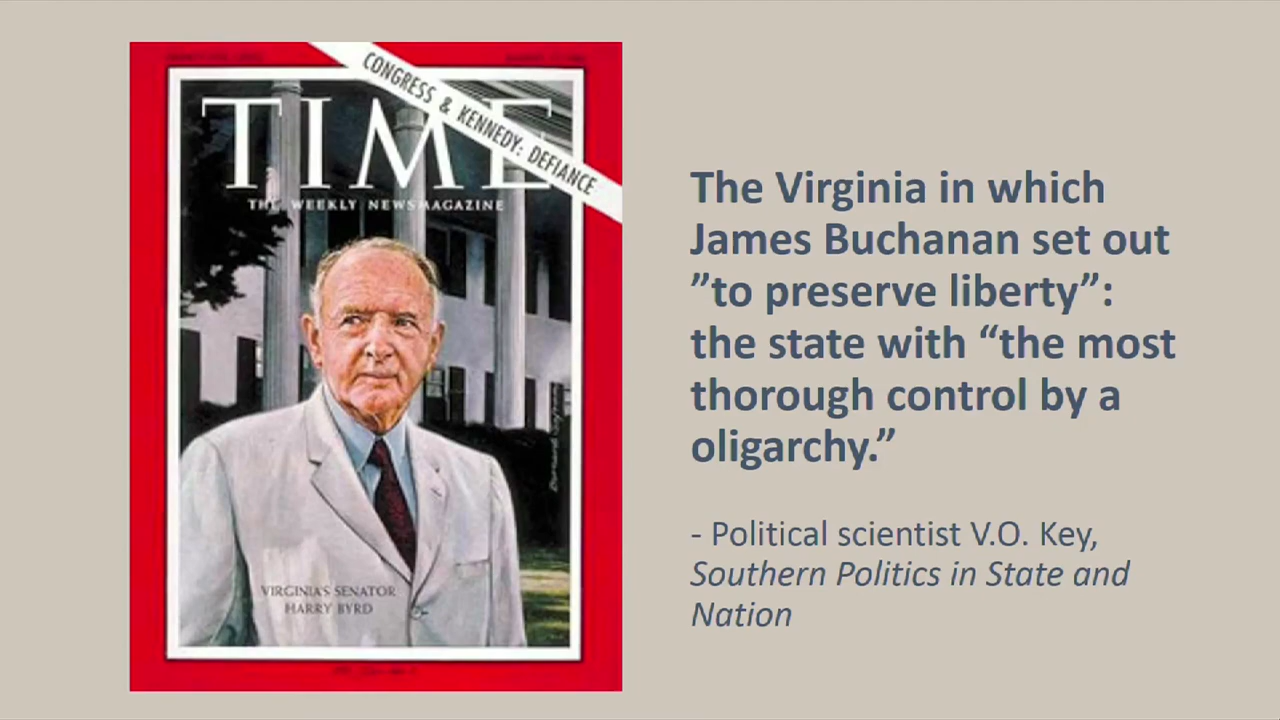 CONGRESS & KENNEDY: DEFIANCE
TIME
THE WEEKLY NEWSMAGAZINE
VIRGINIA'S SENATOR
HARRY BYRD
The Virginia in which
James Buchanan set out
”to preserve liberty”:
the state with “the most
thorough control by a
oligarchy.”
- Political scientist V.O. Key,
Southern Politics in State and
Nation